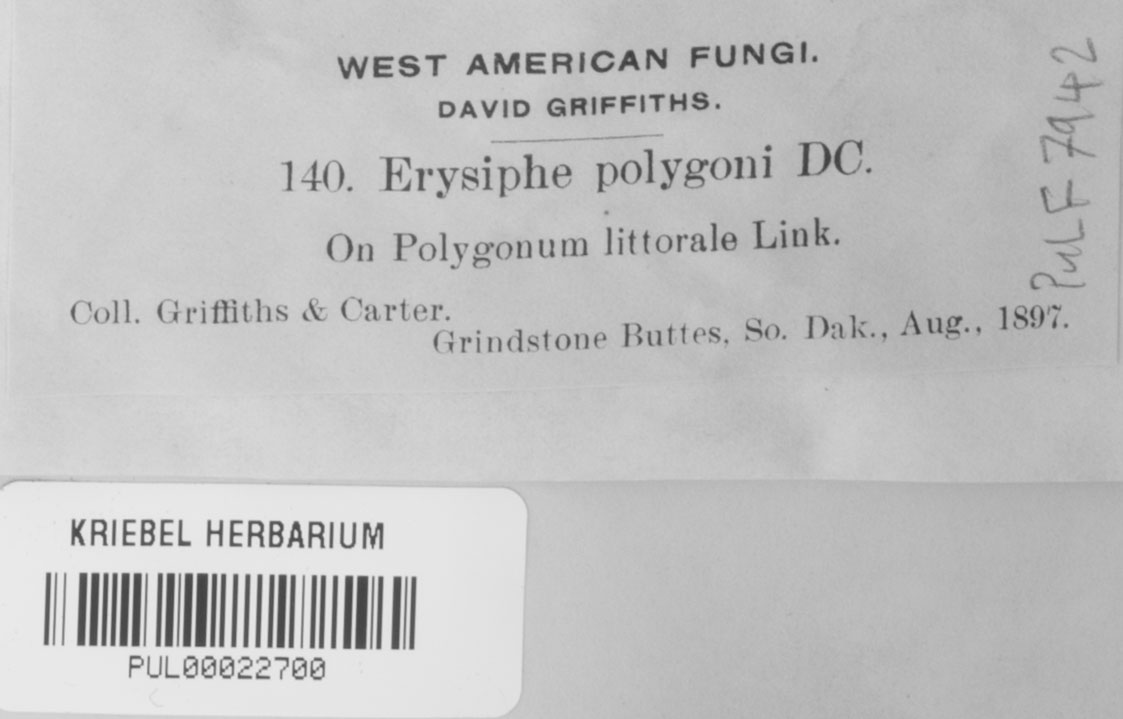 WEST AMERICAN FUNGI.
DAVID GRIFFITHS.
140. Erysiphe polygoni DC.
On Polygonum littorale Link.
Coll. Griffiths & Carter.
Grindstone Buttes, So. Dak., Aug., 1897.
PuL F 7942
KRIEBEL HERBARIUM
PUL00022700